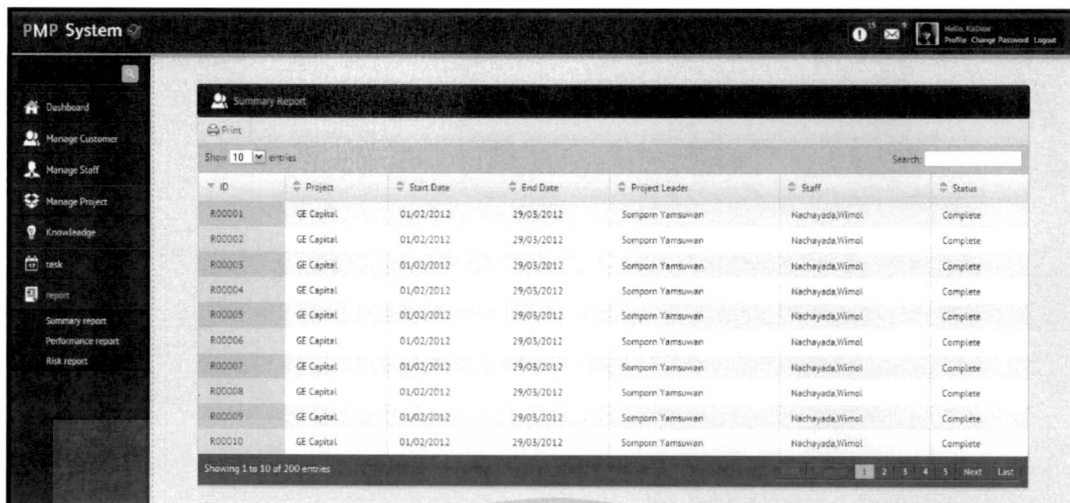 PMP System
15
9
Hello, KaDear
Profile Change Password Logout
Dashboard
Manage Customer
Manage Staff
Manage Project
Knowleadge
task
report
Summary report
Performance report
Risk report
Summary Report
Print
Show 10 entries
Search:
ID Project Start Date End Date Project Leader Staff Status
R00001 GE Capital 01/02/2012 29/03/2012 Somporn Yamsuwan Nachayada,Wimol Complete
R00002 GE Capital 01/02/2012 29/03/2012 Somporn Yamsuwan Nachayada,Wimol Complete
R00003 GE Capital 01/02/2012 29/03/2012 Somporn Yamsuwan Nachayada,Wimol Complete
R00004 GE Capital 01/02/2012 29/03/2012 Somporn Yamsuwan Nachayada,Wimol Complete
R00005 GE Capital 01/02/2012 29/03/2012 Somporn Yamsuwan Nachayada,Wimol Complete
R00006 GE Capital 01/02/2012 29/03/2012 Somporn Yamsuwan Nachayada,Wimol Complete
R00007 GE Capital 01/02/2012 29/03/2012 Somporn Yamsuwan Nachayada,Wimol Complete
R00008 GE Capital 01/02/2012 29/03/2012 Somporn Yamsuwan Nachayada,Wimol Complete
R00009 GE Capital 01/02/2012 29/03/2012 Somporn Yamsuwan Nachayada,Wimol Complete
R00010 GE Capital 01/02/2012 29/03/2012 Somporn Yamsuwan Nachayada,Wimol Complete
Showing 1 to 10 of 200 entries
1 2 3 4 5 Next Last